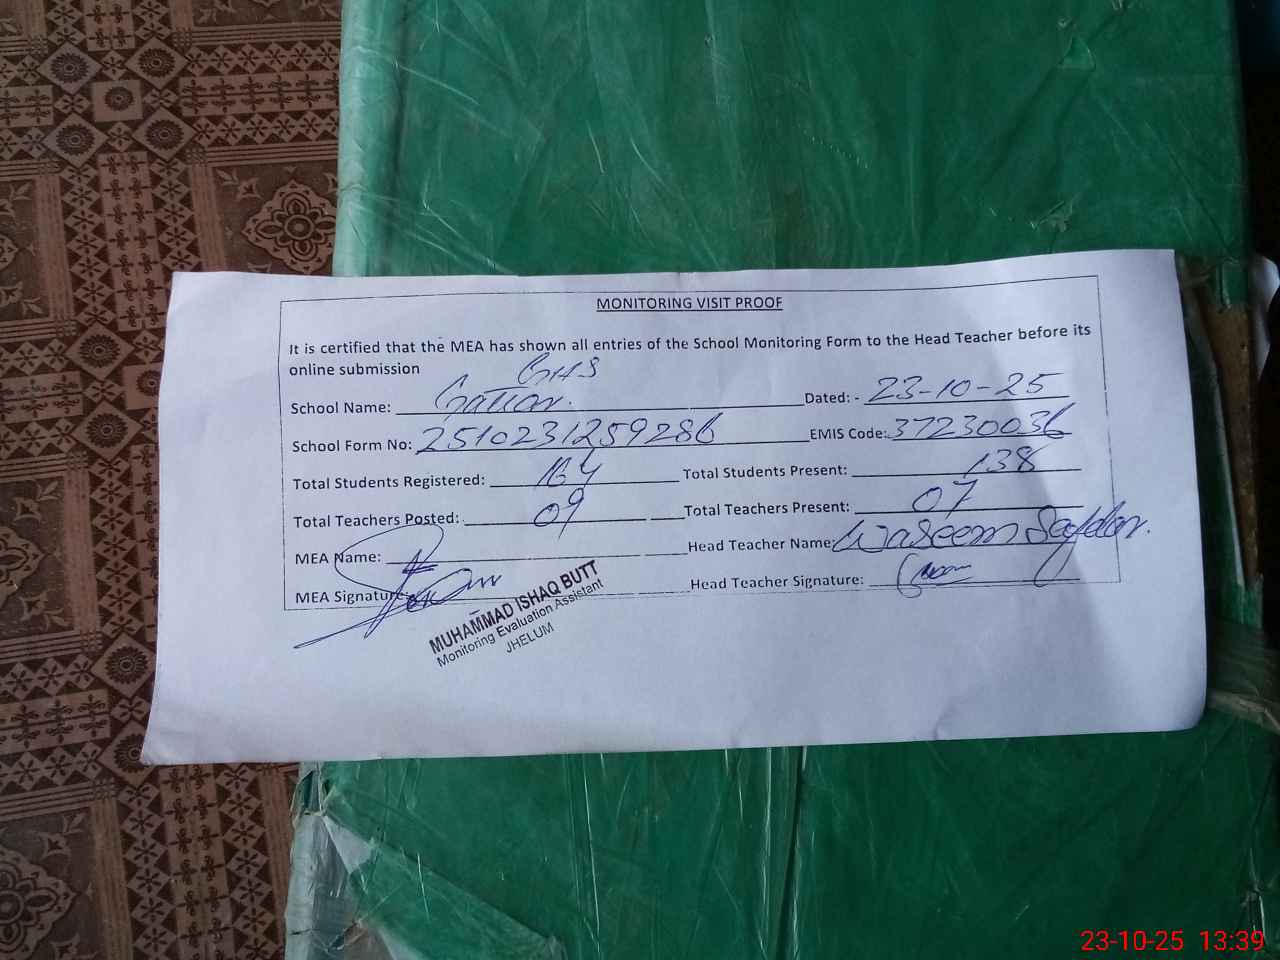 MONITORING VISIT PROOF
It is certified that the MEA has shown all entries of the School Monitoring Form to the Head Teacher before its
online submission
GHS
School Name: Dated: - 23-10-25
School Form No: 2510231259286 EMIS Code: 37230036
Total Students Registered: 164 Total Students Present: 138
Total Teachers Posted: 09 Total Teachers Present: 07
MEA Name: Head Teacher Name: Waseem
MEA Signature: Head Teacher Signature:
MUHAMMAD ISHAQ BUTT
Monitoring Evaluation Assistant
JHELUM
23-10-25 13:39